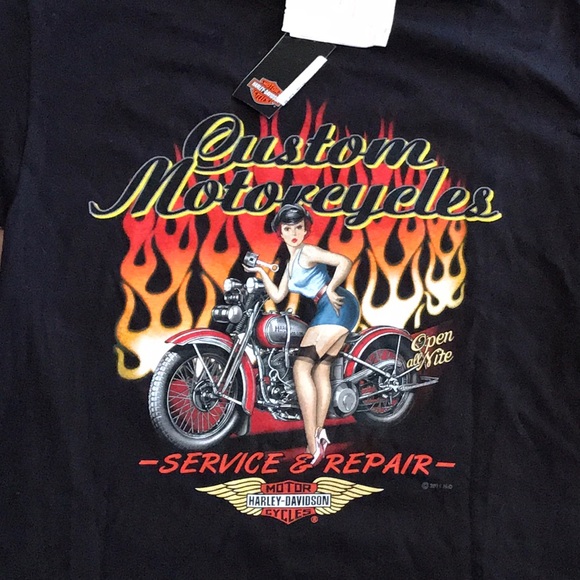 Custom
Motorcycles
Open
all Nite
-SERVICE & REPAIR-
MOTOR
HARLEY-DAVIDSON
CYCLES®